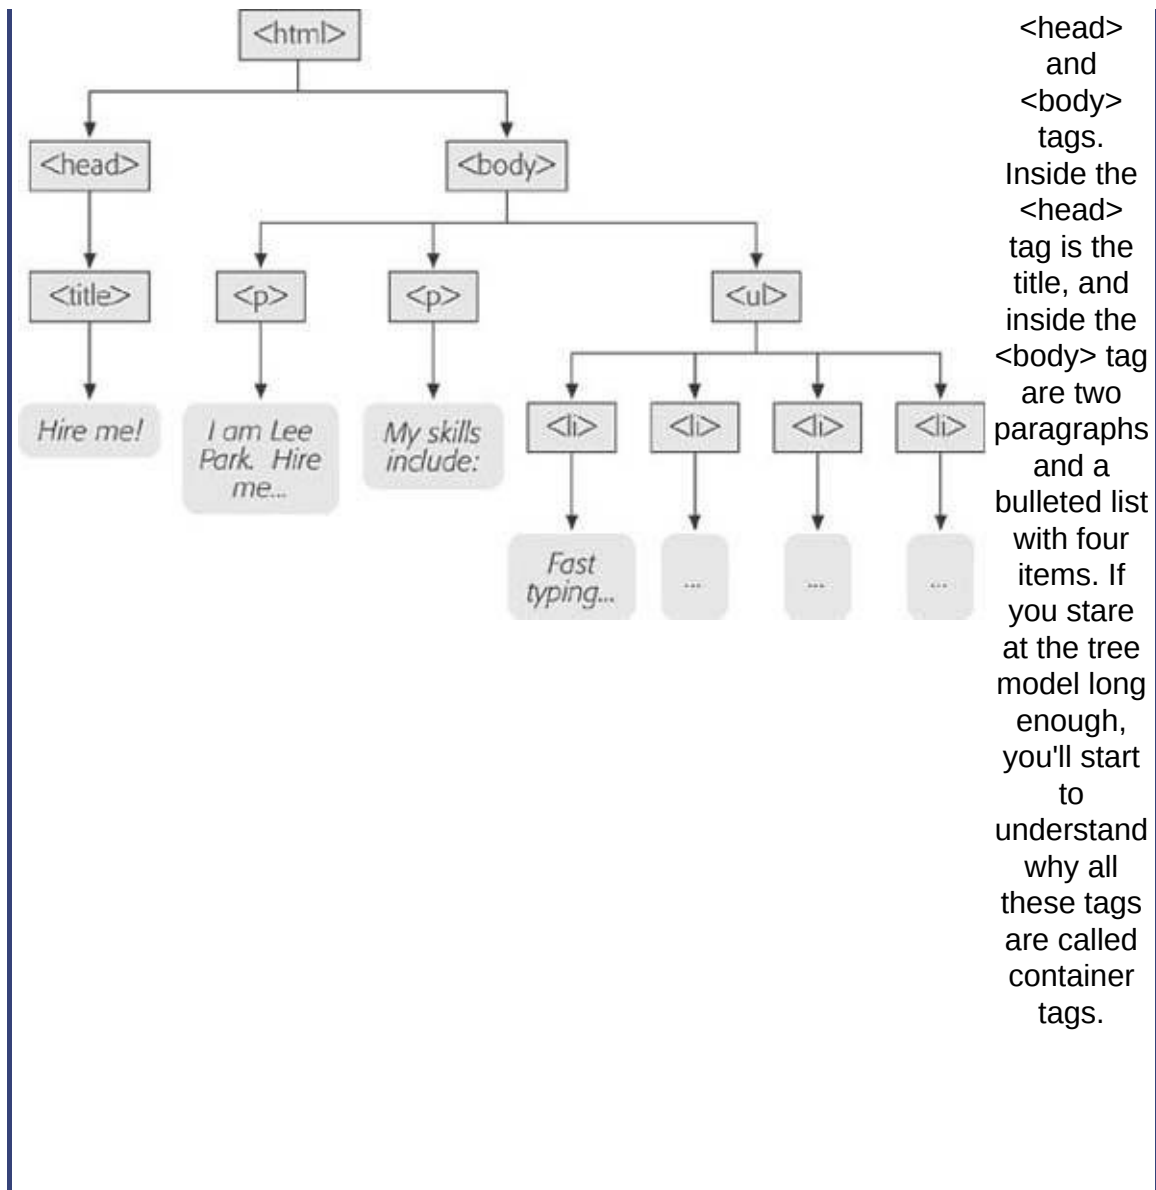 <html>
<head>
<body>
<title>
<p>
<p>
<ul>
Hire me!
I am Lee
Park. Hire
me...
My skills
include:
<li>
<li>
<li>
<li>
Fast
typing...
...
...
...
<head>
and
<body>
tags.
Inside the
<head>
tag is the
title, and
inside the
<body> tag
are two
paragraphs
and a
bulleted list
with four
items. If
you stare
at the tree
model long
enough,
you'll start
to
understand
why all
these tags
are called
container
tags.